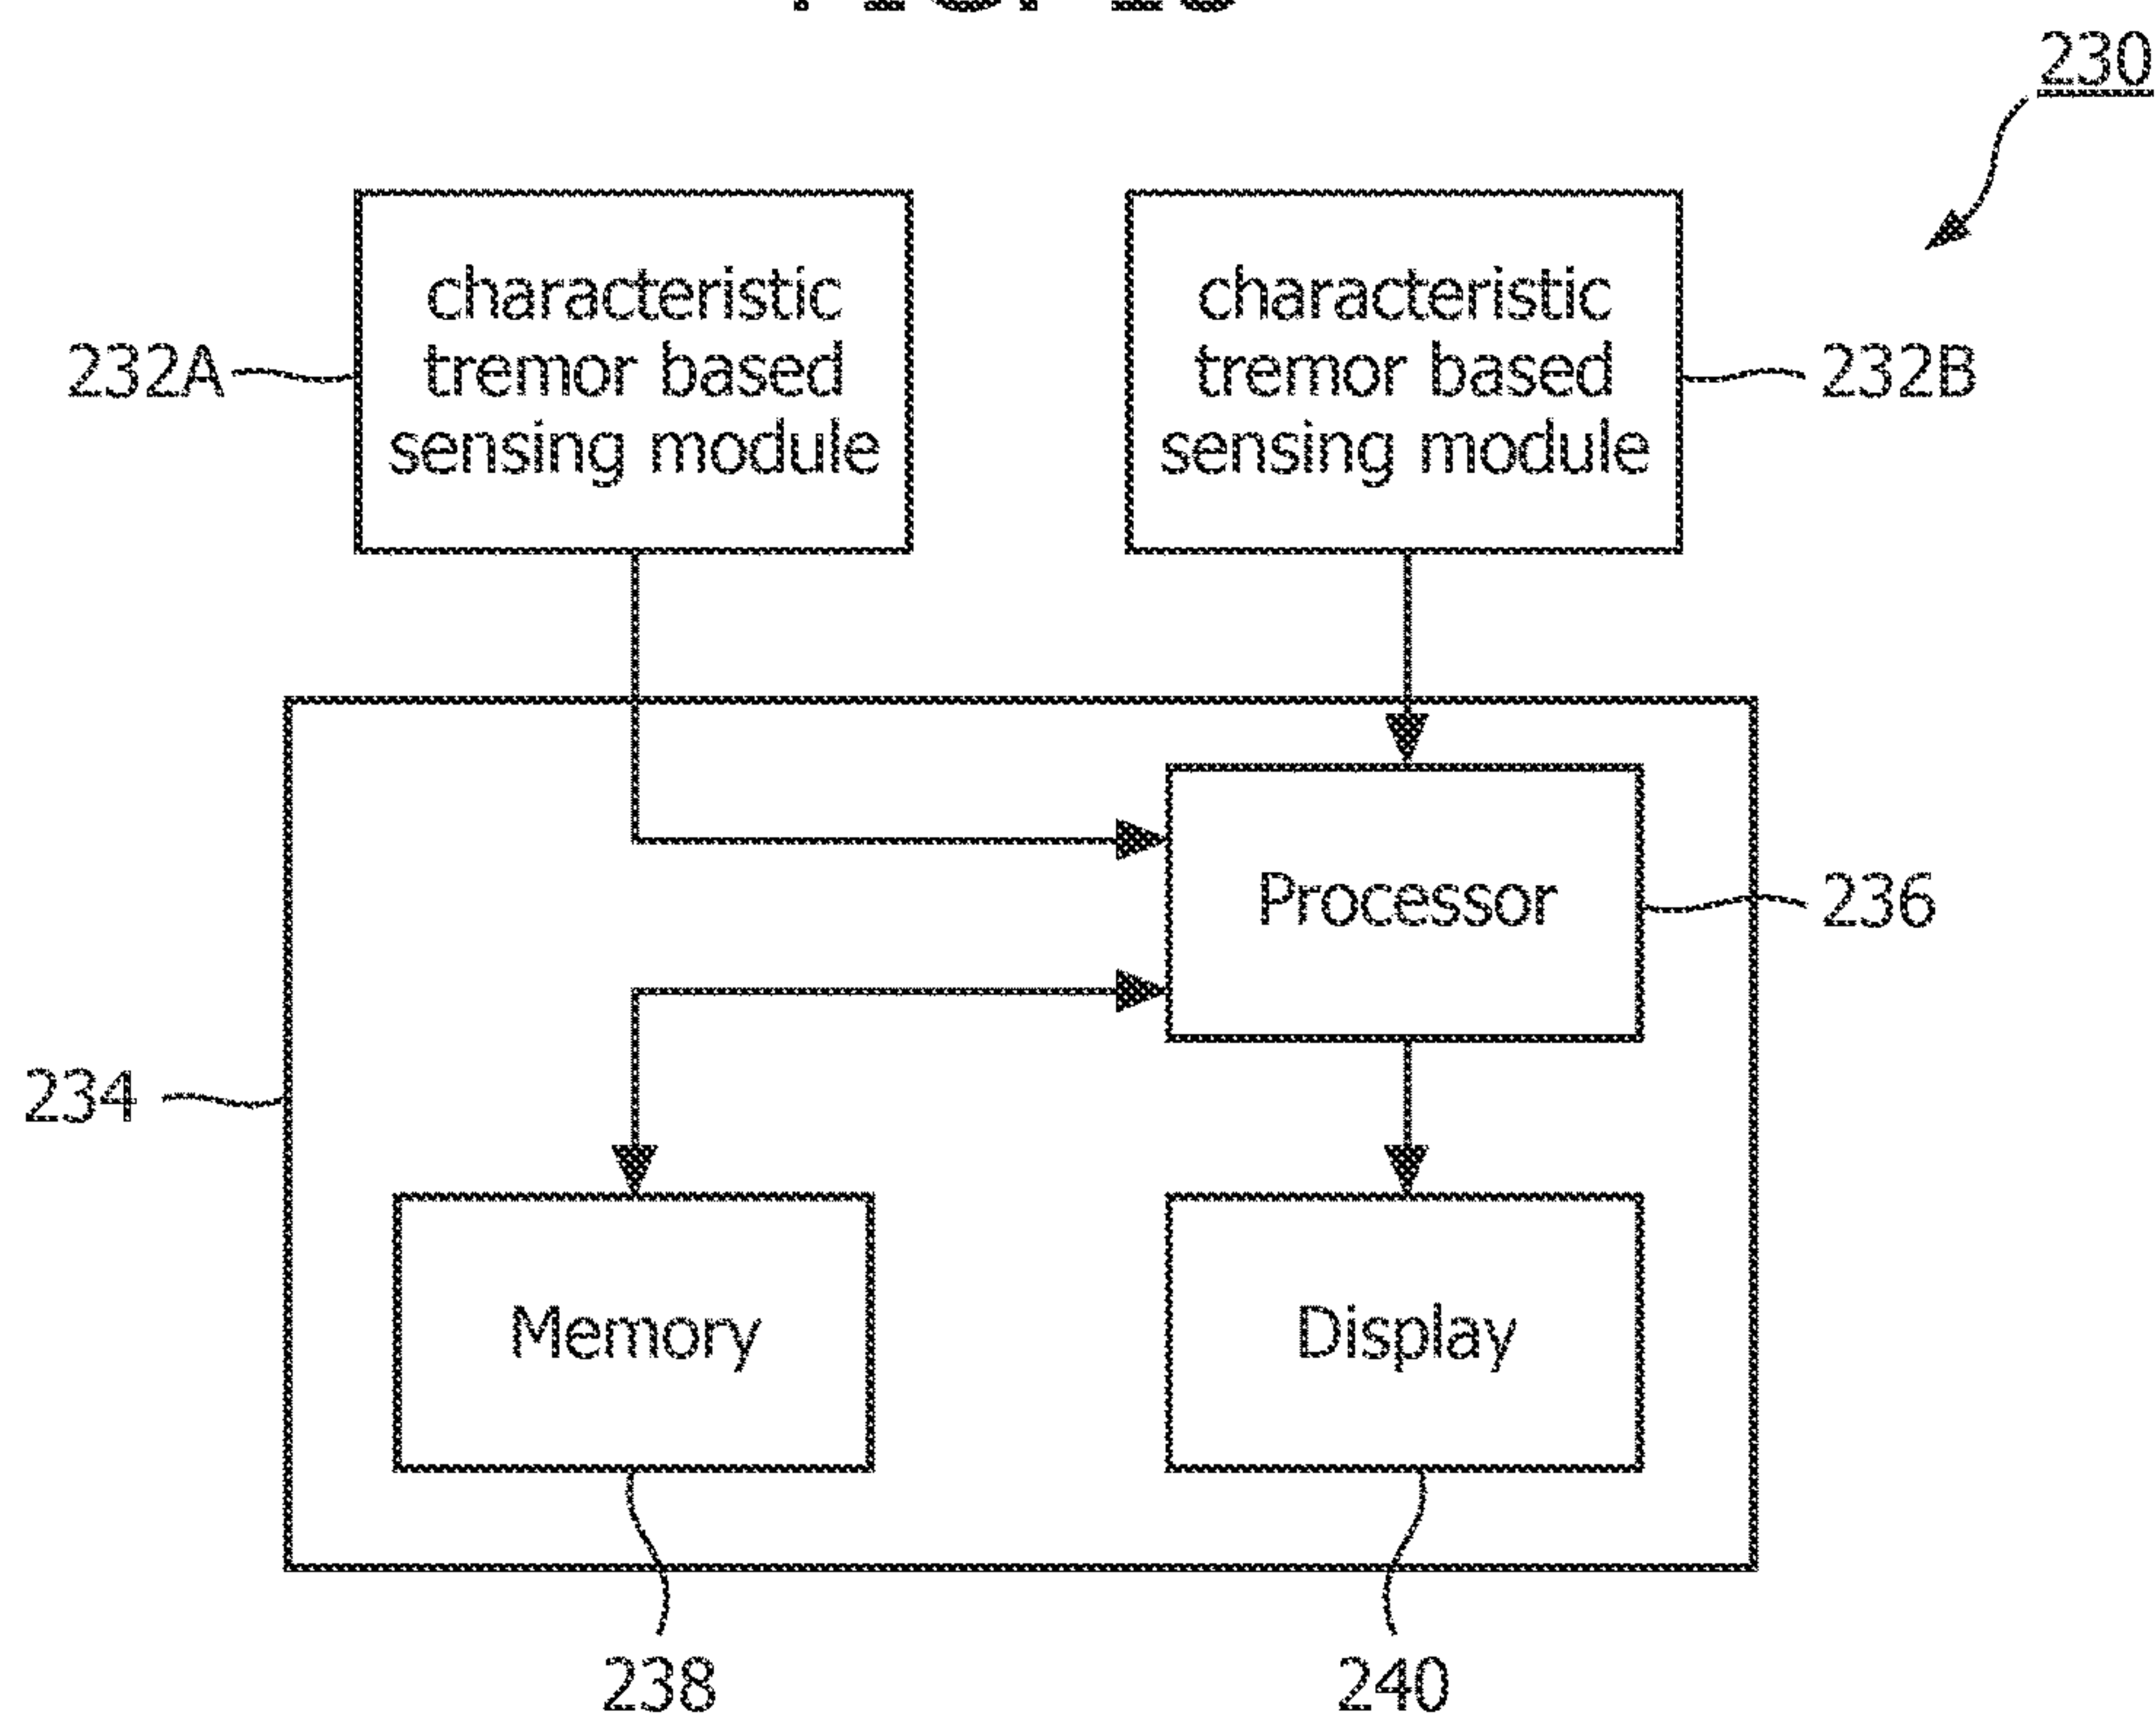 230
characteristic
tremor based
sensing module
232A
characteristic
tremor based
sensing module
232B
Processor
236
234
Memory
Display
238
240